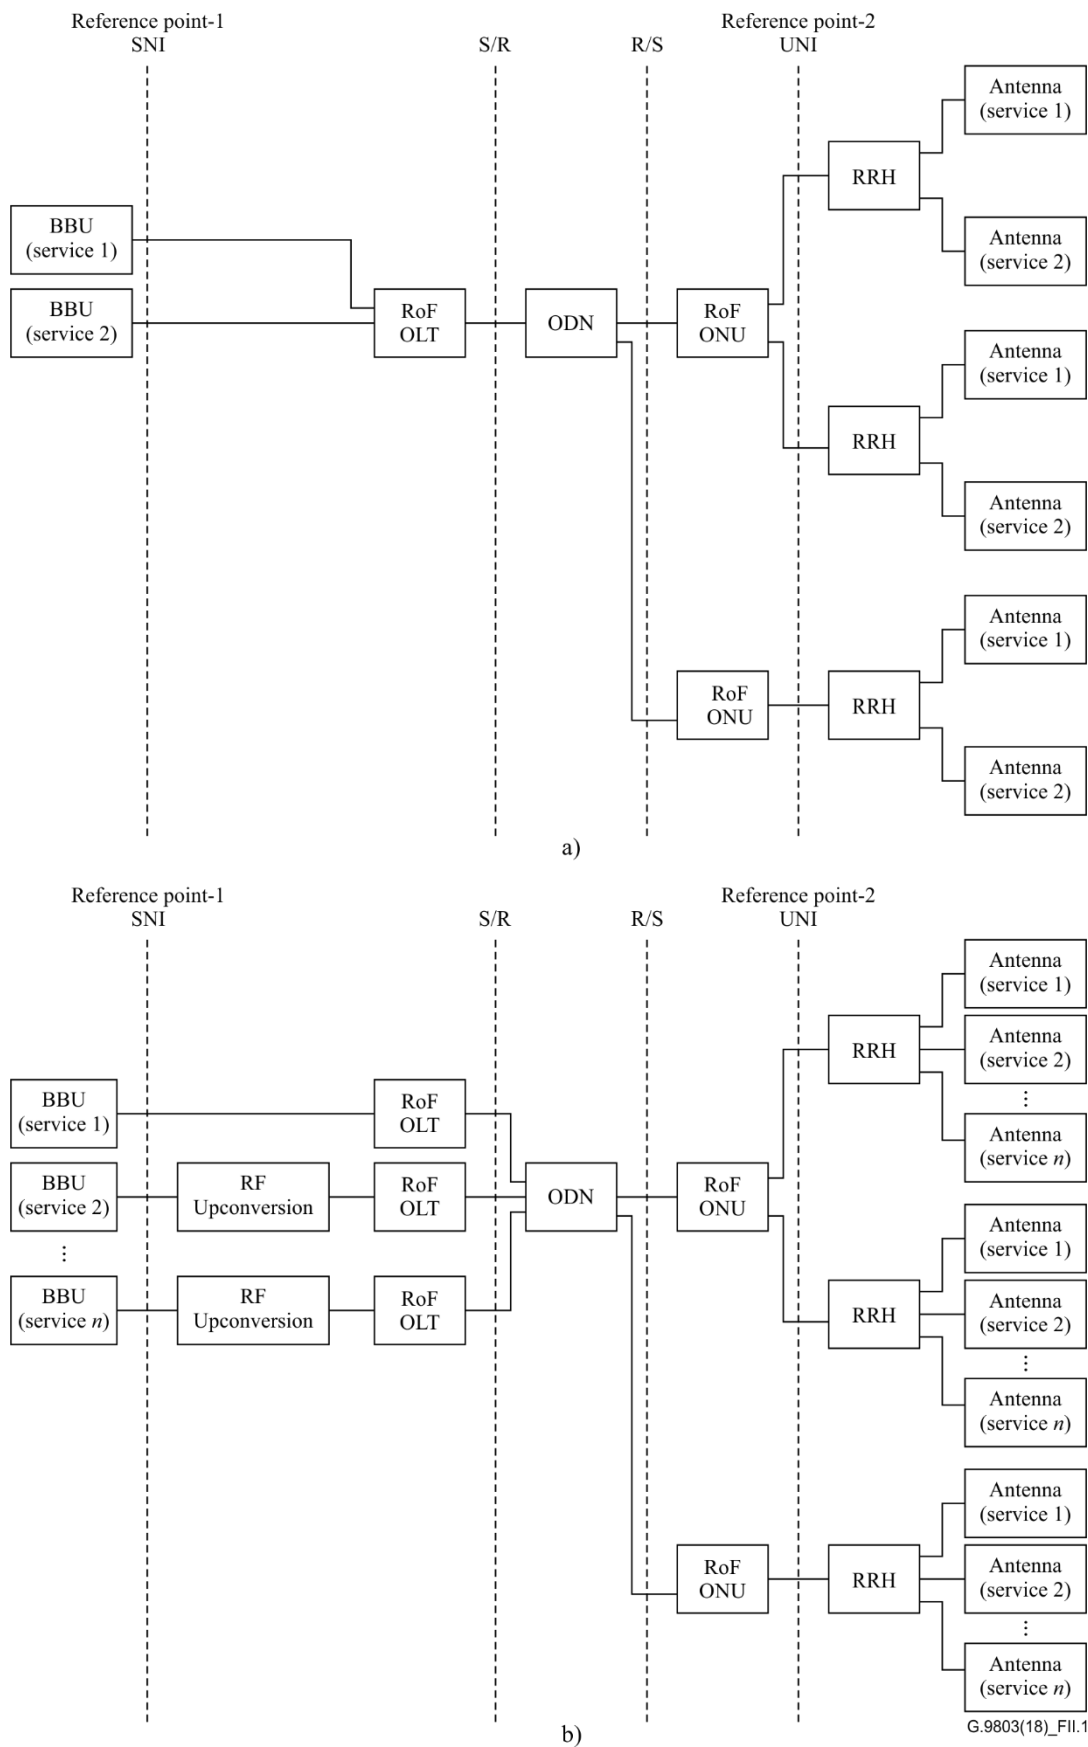 Reference point-1
SNI
S/R
R/S
Reference point-2
UNI
BBU
(service 1)
BBU
(service 2)
RoF
OLT
ODN
RoF
ONU
RRH
Antenna
(service 1)
Antenna
(service 2)
RRH
Antenna
(service 1)
Antenna
(service 2)
RoF
ONU
RRH
Antenna
(service 1)
Antenna
(service 2)
a)
Reference point-1
SNI
S/R
R/S
Reference point-2
UNI
BBU
(service 1)
RoF
OLT
BBU
(service 2)
RF
Upconversion
RoF
OLT
⋮
BBU
(service n)
RF
Upconversion
RoF
OLT
ODN
RoF
ONU
RRH
Antenna
(service 1)
Antenna
(service 2)
⋮
Antenna
(service n)
RRH
Antenna
(service 1)
Antenna
(service 2)
⋮
Antenna
(service n)
RoF
ONU
RRH
Antenna
(service 1)
Antenna
(service 2)
⋮
Antenna
(service n)
b)
G.9803(18)_FII.1